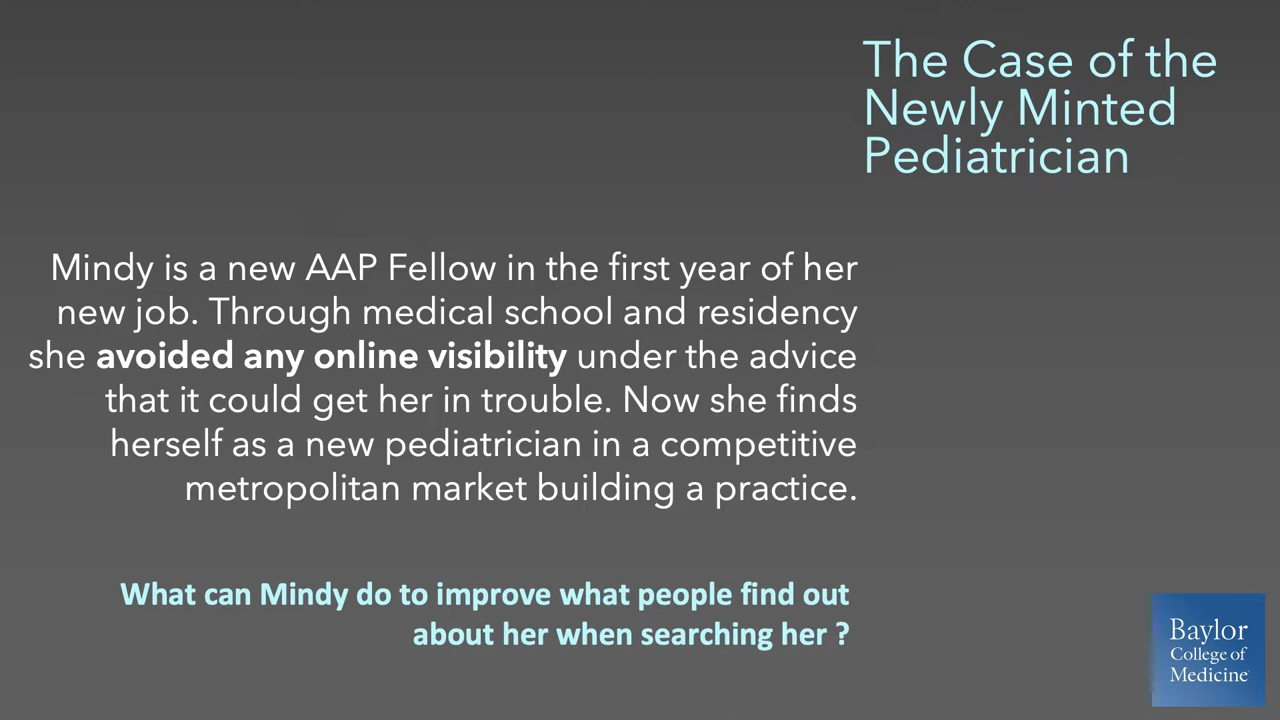 The Case of the
Newly Minted
Pediatrician
Mindy is a new AAP Fellow in the first year of her
new job. Through medical school and residency
she avoided any online visibility under the advice
that it could get her in trouble. Now she finds
herself as a new pediatrician in a competitive
metropolitan market building a practice.
What can Mindy do to improve what people find out
about her when searching her ?
Baylor
College of
Medicine